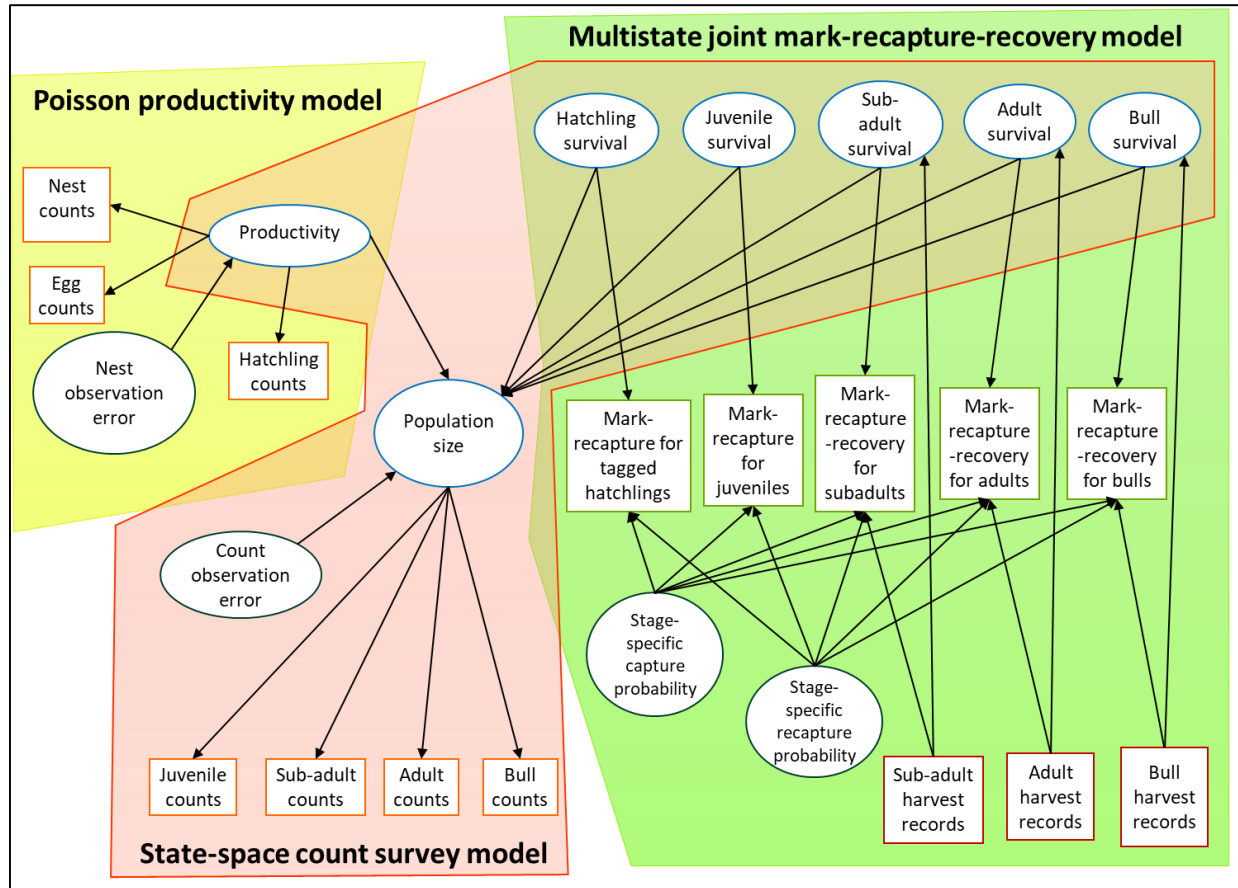 Multistate joint mark-recapture-recovery model
Poisson productivity model
Hatchling
survival
Juvenile
survival
Sub-
adult
survival
Adult
survival
Bull
survival
Nest
counts
Productivity
Egg
counts
Nest
observation
error
Hatchling
counts
Population
size
Mark-
recapture for
tagged
hatchlings
Mark-
recapture
for
juveniles
Mark-
recapture
-recovery for
subadults
Mark-
recapture
-recovery
for adults
Mark-
recapture
-recovery
for bulls
Count
observation
error
Stage-
specific
capture
probability
Stage-
specific
recapture
probability
Juvenile
counts
Sub-adult
counts
Adult
counts
Bull
counts
Sub-adult
harvest
records
Adult
harvest
records
Bull
harvest
records
State-space count survey model